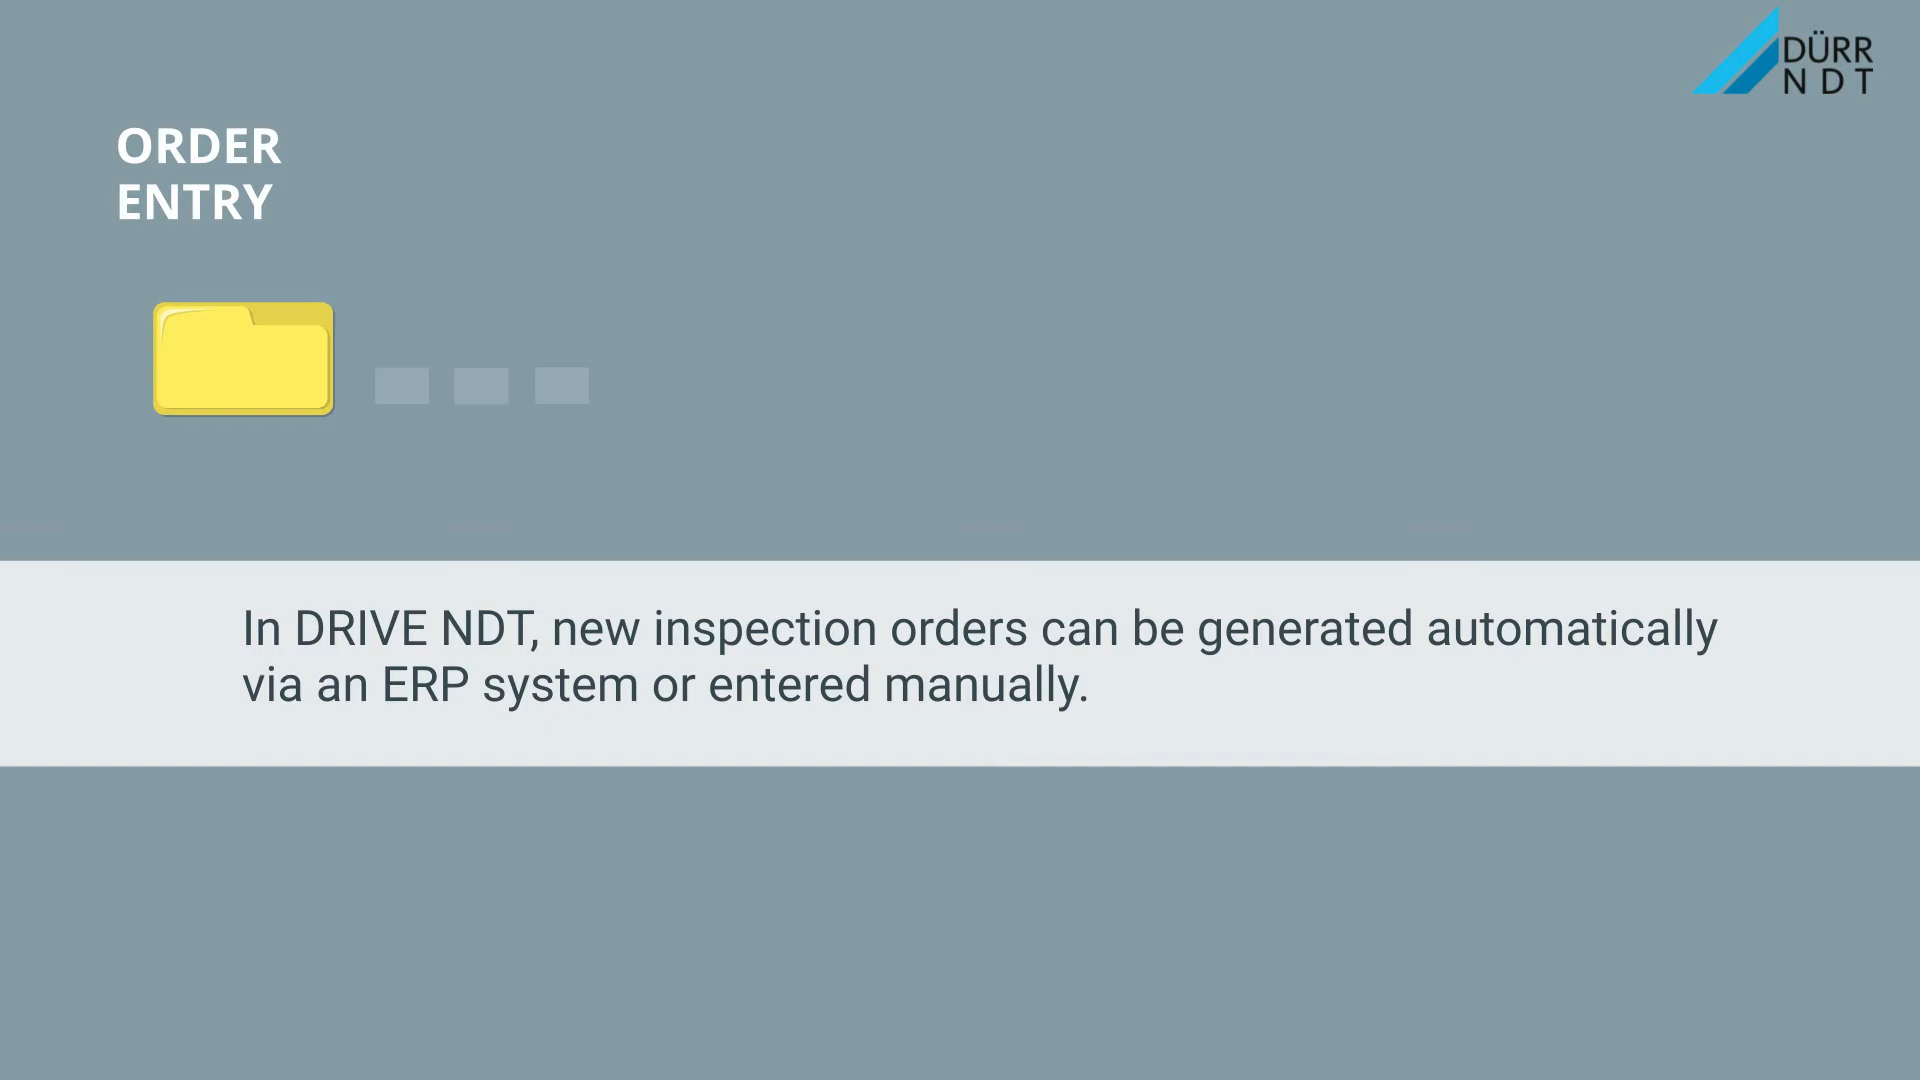 DÜRR
NDT
ORDER
ENTRY
In DRIVE NDT, new inspection orders can be generated automatically
via an ERP system or entered manually.